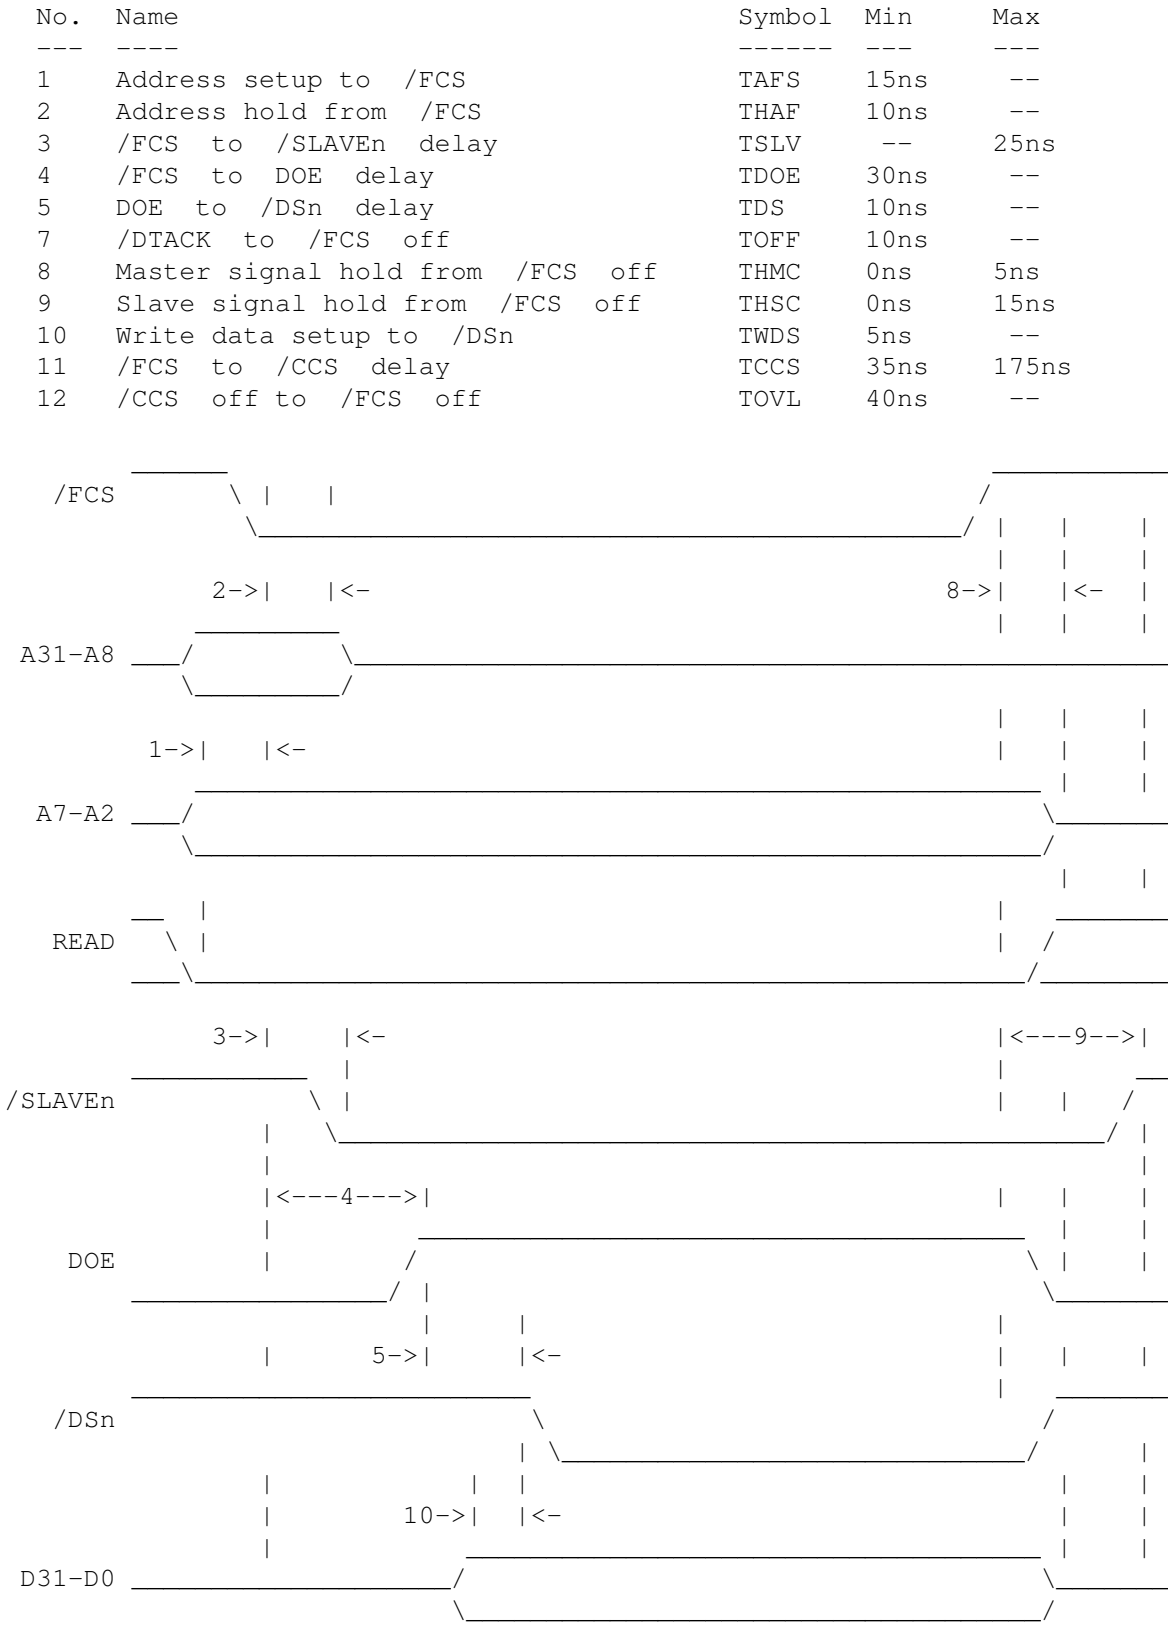 No. Name Symbol Min Max
--- ---- ------ --- ---
1 Address setup to /FCS TAFS 15ns --
2 Address hold from /FCS THAF 10ns --
3 /FCS to /SLAVEn delay TSLV -- 25ns
4 /FCS to DOE delay TDOE 30ns --
5 DOE to /DSn delay TDS 10ns --
7 /DTACK to /FCS off TOFF 10ns --
8 Master signal hold from /FCS off THMC 0ns 5ns
9 Slave signal hold from /FCS off THSC 0ns 15ns
10 Write data setup to /DSn TWDS 5ns --
11 /FCS to /CCS delay TCCS 35ns 175ns
12 /CCS off to /FCS off TOVL 40ns --
/FCS
2->| |<- 8->| |<- |
A31-A8
1->| |<-
A7-A2
READ
3->| |<- |<---9-->|
/SLAVEn
|<---4--->|
DOE
5->| |<-
/DSn
10->| |<-
D31-D0